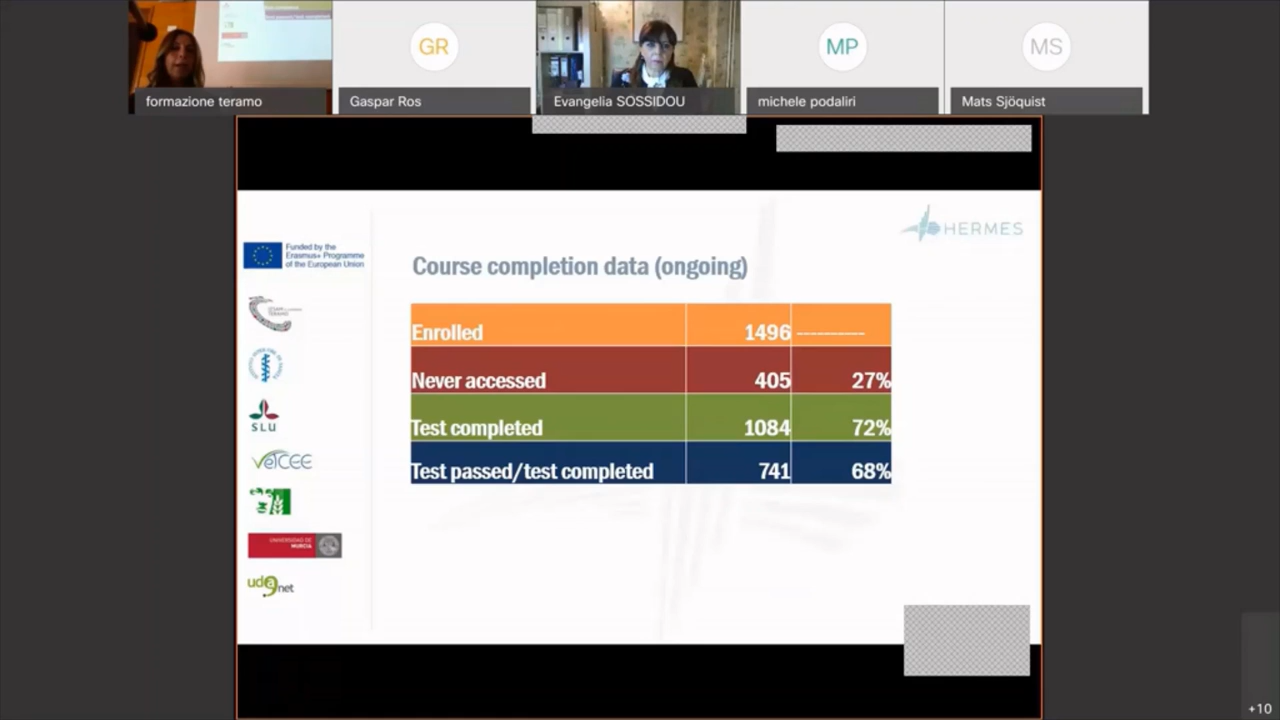 GR
MP
MS
formazione teramo
Gaspar Ros
Evangelia SOSSIDOU
michele podaliri
Mats Sjöquist
HERMES
Funded by the
Erasmus+ Programme
of the European Union
Course completion data (ongoing)
Enrolled 1496 ----------
Never accessed 405 27%
Test completed 1084 72%
Test passed/test completed 741 68%
TERAMO
SLU
VetCEE
UNIVERSIDAD DE
MURCIA
udanet
+10